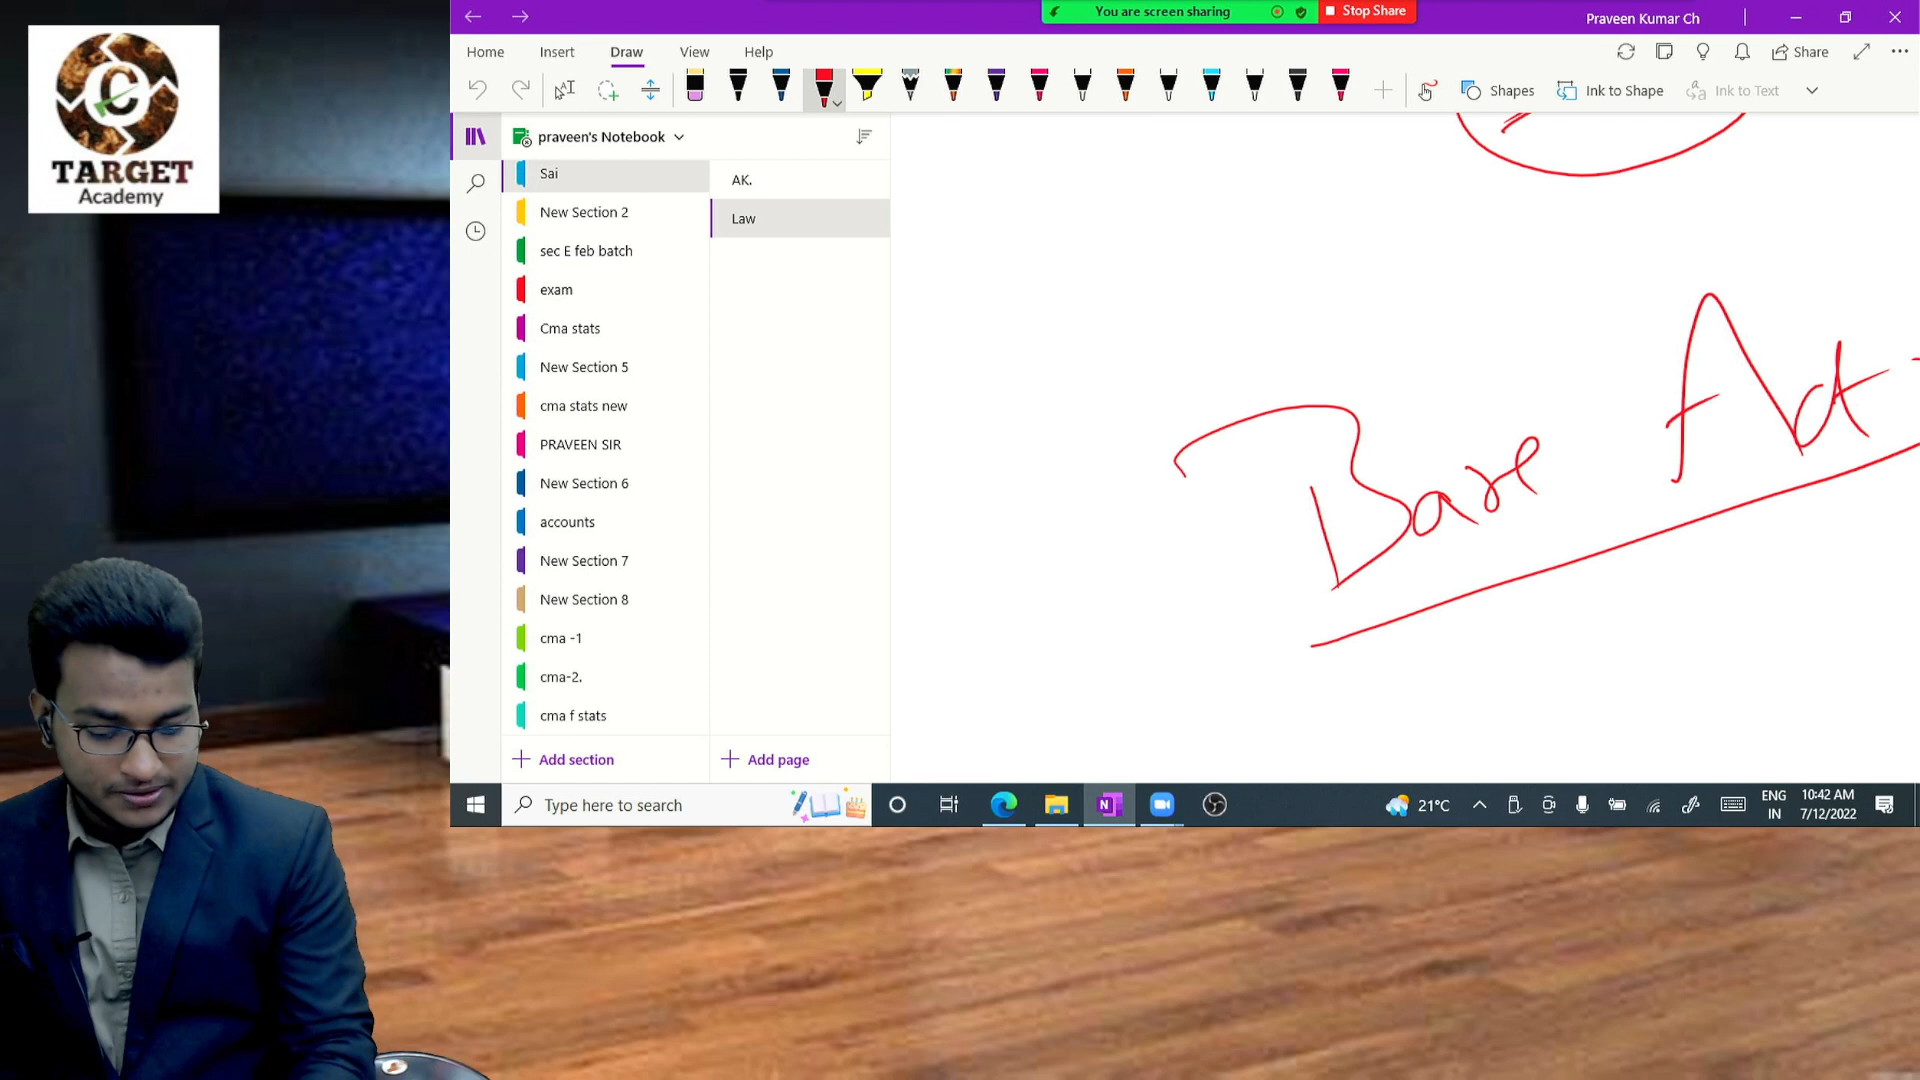 C
TARGET
Academy
You are screen sharing
Stop Share
Praveen Kumar Ch
Home Insert Draw View Help
Share
Shapes
Ink to Shape
Ink to Text
praveen's Notebook
Sai
New Section 2
sec E feb batch
exam
Cma stats
New Section 5
cma stats new
PRAVEEN SIR
New Section 6
accounts
New Section 7
New Section 8
cma -1
cma-2.
cma f stats
Add section
AK.
Law
Add page
Bare Act
Type here to search
N
21°C
ENG
IN
10:42 AM
7/12/2022